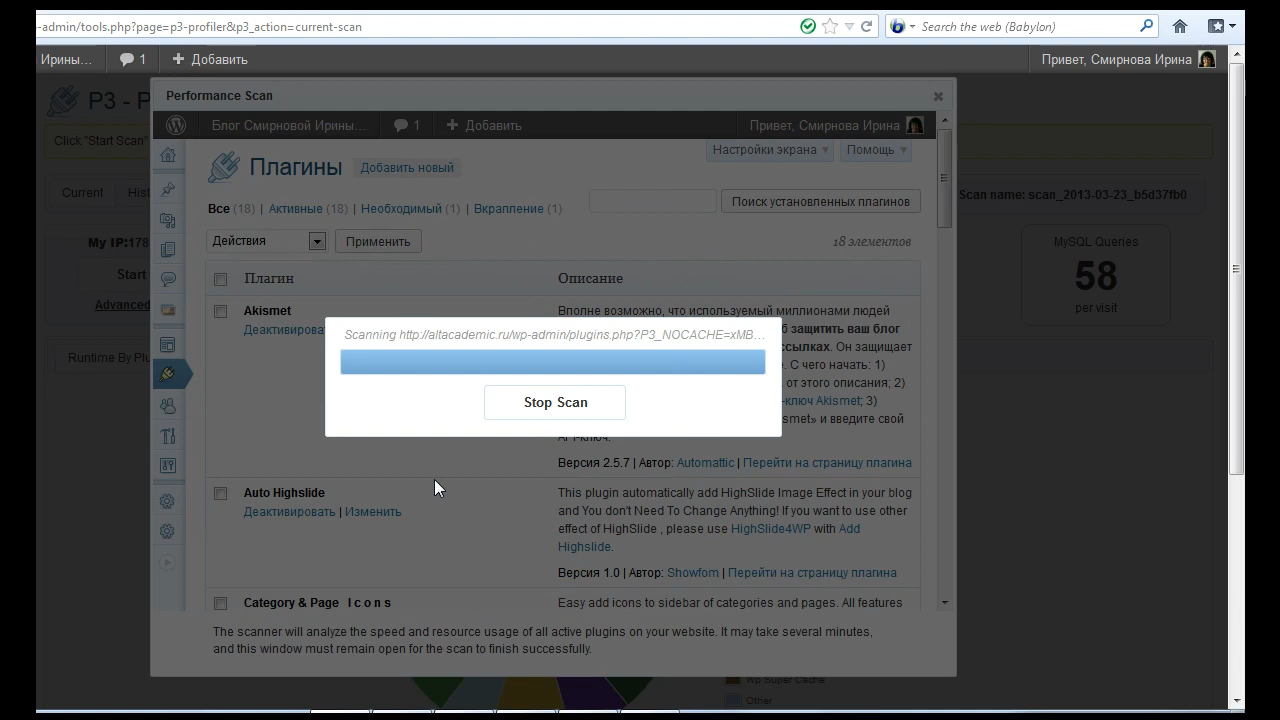 -admin/tools.php?page=p3-profiler&p3_action=current-scan
Search the web (Babylon)
Ирины... 1 Добавить Привет, Смирнова Ирина
P3 - P
Performance Scan
Блог Смирновой Ирины... 1 Добавить Привет, Смирнова Ирина
Click "Start Scan"
Настройки экрана Помощь
Плагины Добавить новый
Current Hist
Scan name: scan_2013-03-23_b5d37fb0
Все (18) | Активные (18) | Необходимый (1) | Вкрапление (1)
Поиск установленных плагинов
My IP:178
Действия Применить 18 элементов
MySQL Queries
58
per visit
Start
Advanced
Runtime By Plu
Плагин Описание
Akismet
Деактивироват
Вполне возможно, что используемый миллионами людей
б защитить ваш блог
ссылках. Он защищает
. С чего начать: 1)
от этого описания; 2)
-ключ Akismet; 3)
smet» и введите свой
API-ключ.
Scanning http://altacademic.ru/wp-admin/plugins.php?P3_NOCACHE=xMB...
Stop Scan
Версия 2.5.7 | Автор: Automattic | Перейти на страницу плагина
Auto Highslide
Деактивировать | Изменить
This plugin automatically add HighSlide Image Effect in your blog
and You don't Need To Change Anything! If you want to use other
effect of HighSlide , please use HighSlide4WP with Add
Highslide.
Версия 1.0 | Автор: Showfom | Перейти на страницу плагина
Category & Page Icons
Easy add icons to sidebar of categories and pages. All features
The scanner will analyze the speed and resource usage of all active plugins on your website. It may take several minutes,
and this window must remain open for the scan to finish successfully.
Wp Super Cache
Other